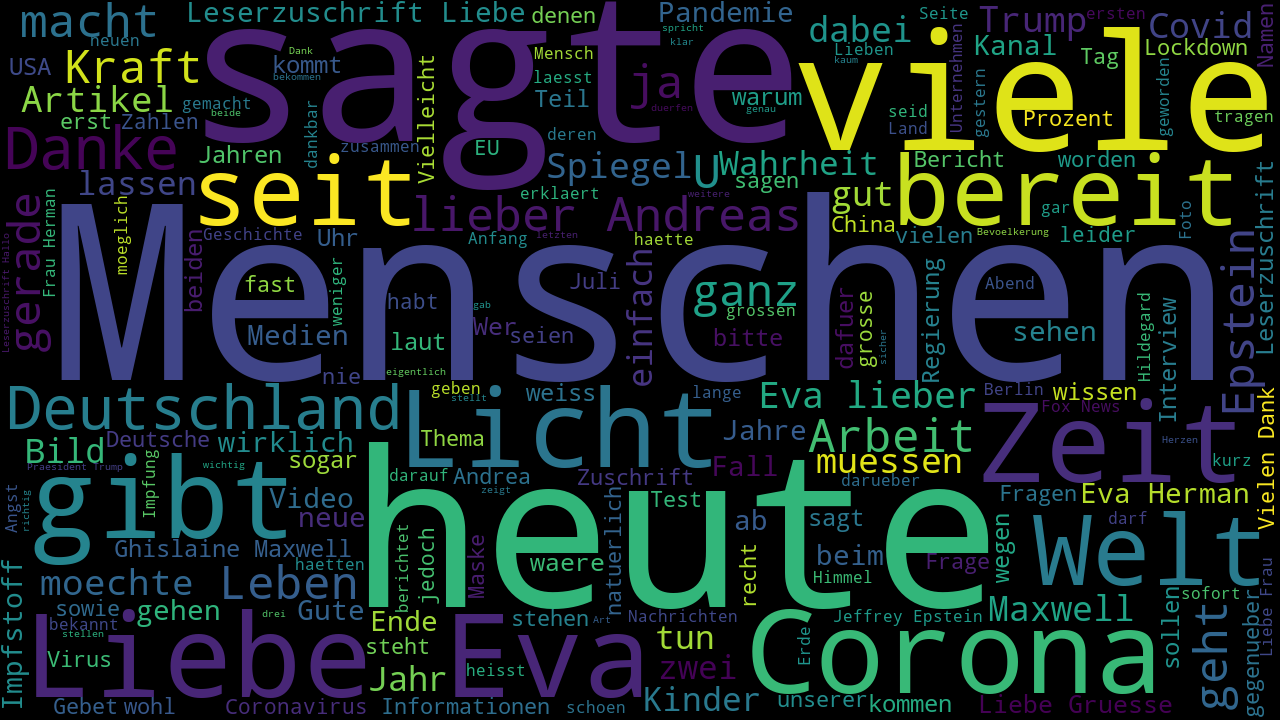 macht
neuen
Leserzuschrift Liebe
denen
spricht
klar
Pandemie
dabei
Seite
Trump
ersten
Covid
Namen
USA
Kraft
Dank
kommt
bekommen
sagte
Mensch
laesst
Teil
ja
duerfen
warum
genau
viele
Lieben
kaum
Kanal
Tag
Lockdown
Unternehmen
gestern
Prozent
geworden
tragen
Artikel
gemacht
beide
erst
Zahlen
dankbar
zusammen
Vielleicht
EU
deren
seid
Land
Danke
Jahren
lassen
seit
Spiegel
U
Wahrheit
sagen
weitere
erklaert
gut
Bericht
worden
bereit
gar
China
gerade
Frau Herman
moeglich
Leserzuschrift Hallo
lieber Andreas
Geschichte
Uhr
Anfang
letzten
haette
vielen
Bevoelkerung
leider
Foto
Leserzuschrift
Menschen
beiden
fast
weniger
habt
Juli
gab
Wer
seien
einfach
ganz
grossen
bitte
dafuer
grosse
sicher
Regierung
Abend
sehen
Hildegard
Interview
Epstein
Medien
laut
nie
eigentlich
Deutschland
Licht
geben
stellt
weiss
lange
Eva lieber
Berlin
wissen
Fox News
Zeit
Vielen Dank
Bild
Deutsche
wirklich
Thema
Jahre
Arbeit
Herzen
Praesident Trump
wichtig
sogar
darauf
Andrea
Zuschrift
Fall
muessen
kurz
Angst
richtig
Impfung
gibt
Video
zeigt
Test
darueber
Fragen
Eva Herman
neue
heute
natuerlich
ab
sagt
darf
Ghislaine Maxwell
haetten
berichtet
jedoch
Maske
waere
recht
beim
Frage
wegen
Welt
Impfstoff
moechte
Leben
Himmel
sofort
sowie
bekannt
gehen
drei
Gute
Ende
stehen
Art
Nachrichten
Erde
Jeffrey Epstein
Maxwell
sollen
geht
gegenueber
Liebe Frau
stellen
Virus
Liebe Eva
steht
heisst
tun
zwei
Corona
Jahr
Gebet
wohl
Coronavirus
Informationen
schoen
Kinder
unserer
kommen
Liebe Gruesse